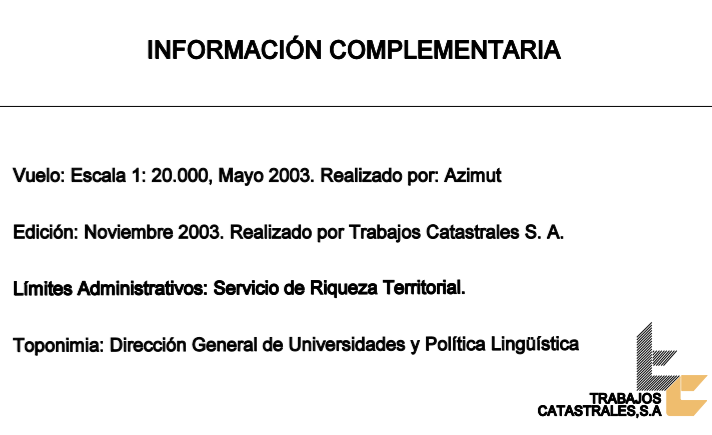 INFORMACIÓN COMPLEMENTARIA
Vuelo: Escala 1: 20.000, Mayo 2003. Realizado por: Azimut
Edición: Noviembre 2003. Realizado por Trabajos Catastrales S. A.
Límites Administrativos: Servicio de Riqueza Territorial.
Toponimia: Dirección General de Universidades y Política Lingüística
TRABAJOS
CATASTRALES,S.A